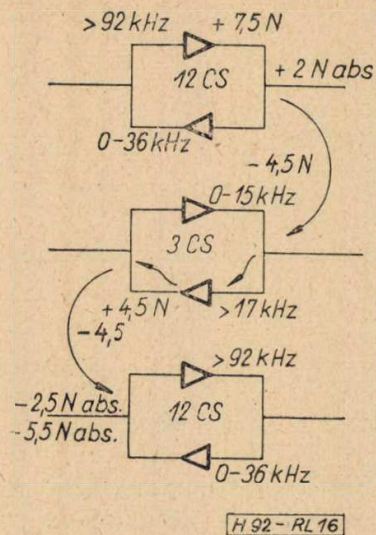 >92 kHz + 7,5 N
12 CS + 2 N abs
0-36 kHz
- 4,5 N
0-15 kHz
3 CS
+ 4,5 N >17 kHz
- 4,5
>92 kHz
- 2,5 N abs. 12 CS
- 5,5 N abs.
0-36 kHz
H 92 - RL 16